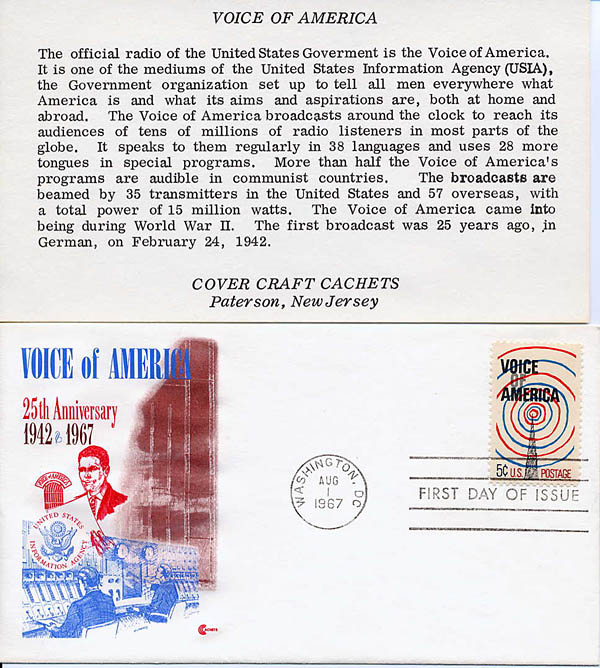 VOICE OF AMERICA
The official radio of the United States Goverment is the Voice of America.
It is one of the mediums of the United States Information Agency (USIA),
the Government organization set up to tell all men everywhere what
America is and what its aims and aspirations are, both at home and
abroad. The Voice of America broadcasts around the clock to reach its
audiences of tens of millions of radio listeners in most parts of the
globe. It speaks to them regularly in 38 languages and uses 28 more
tongues in special programs. More than half the Voice of America's
programs are audible in communist countries. The broadcasts are
beamed by 35 transmitters in the United States and 57 overseas, with
a total power of 15 million watts. The Voice of America came into
being during World War II. The first broadcast was 25 years ago, in
German, on February 24, 1942.
COVER CRAFT CACHETS
Paterson, New Jersey
VOICE of AMERICA
25th Anniversary
1942 to 1967
VOICE of AMERICA
UNITED STATES
INFORMATION AGENCY
CACHETS
WASHINGTON, DC
AUG
1
1967
VOICE
OF
AMERICA
5c U.S. POSTAGE
FIRST DAY OF ISSUE